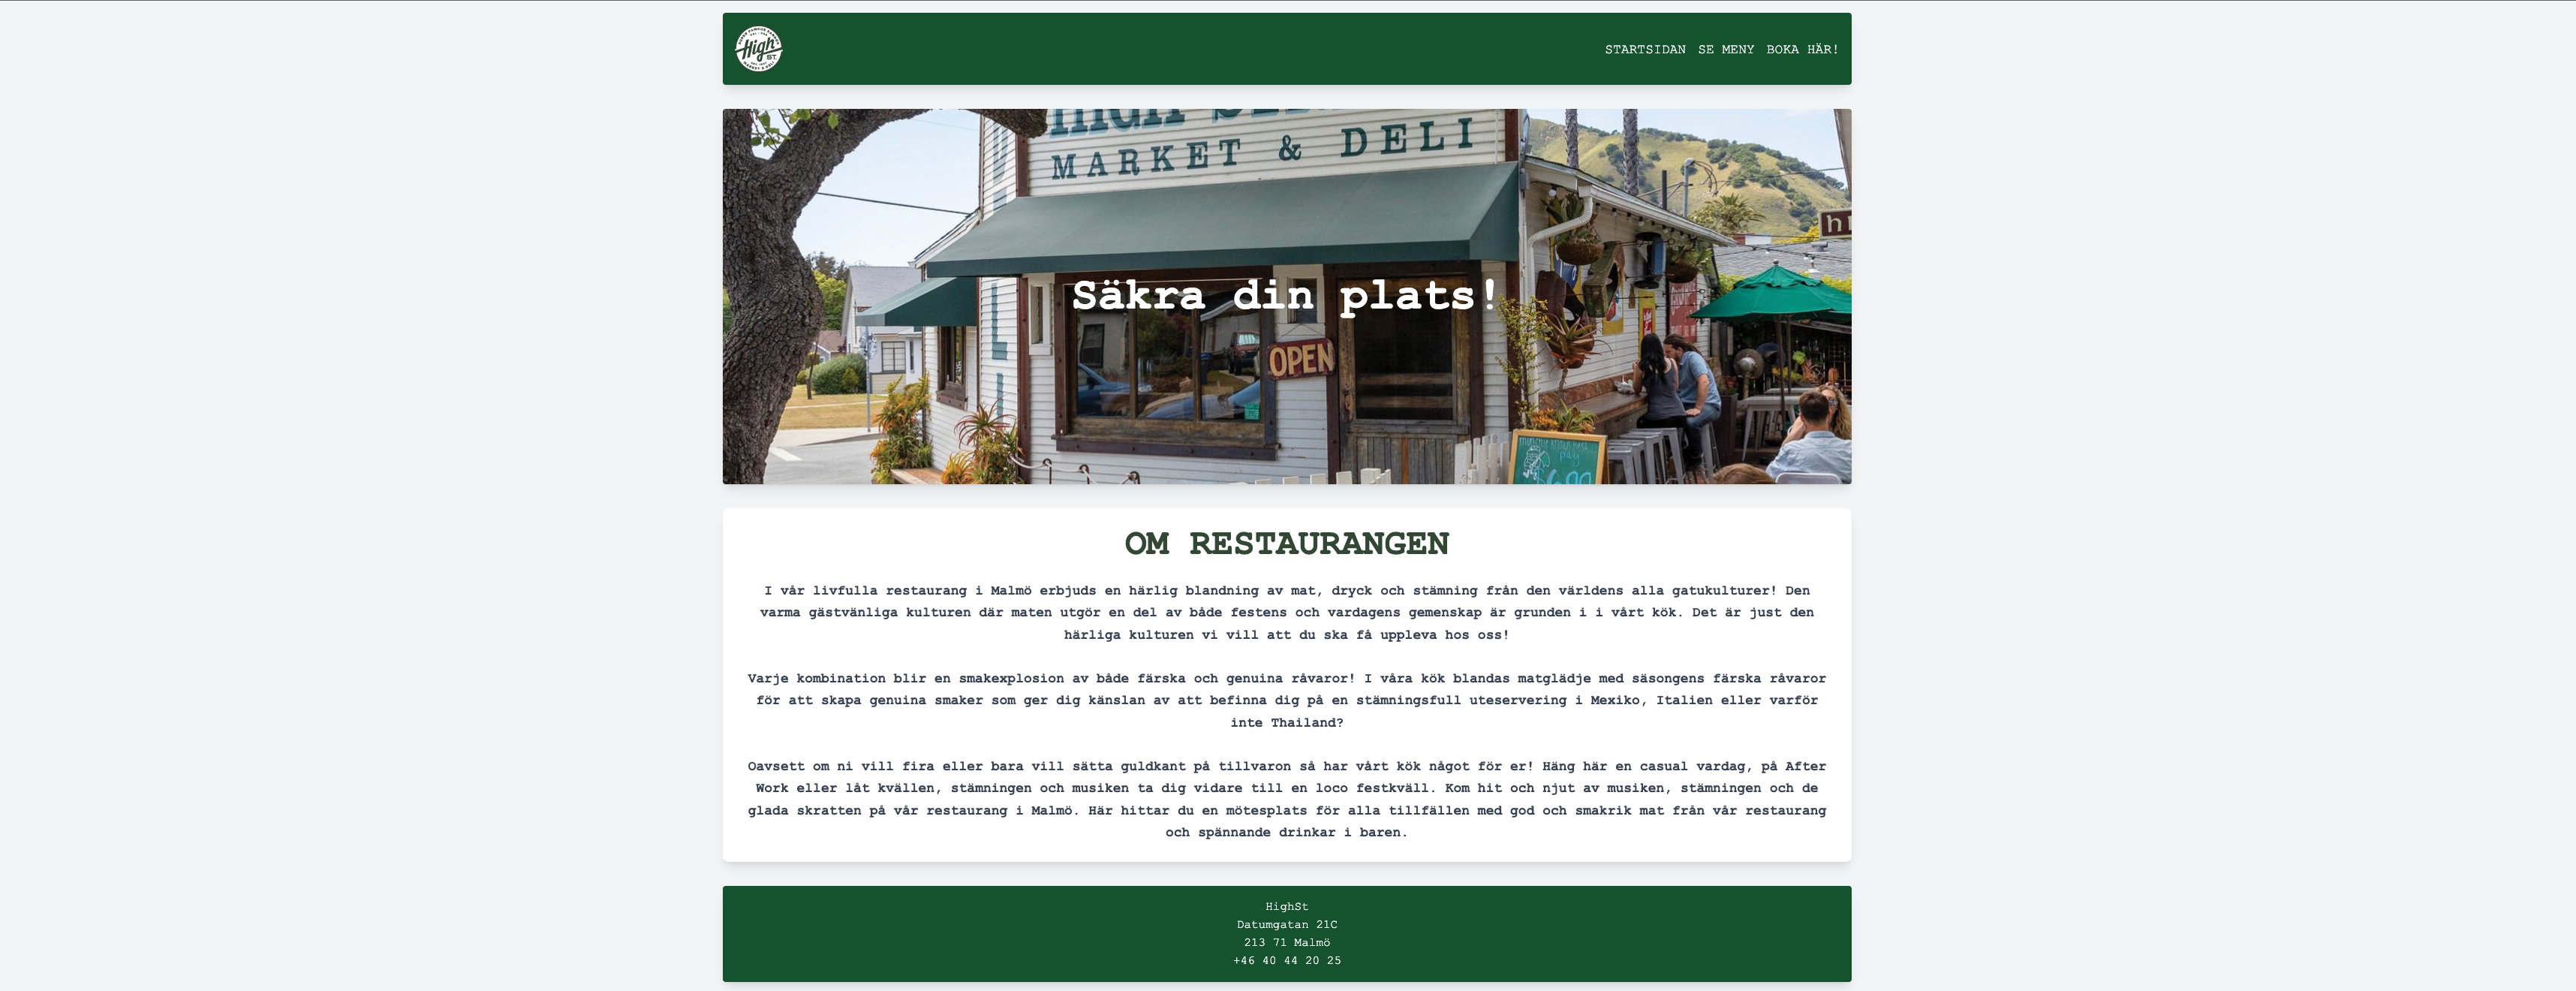 High
ST.
MARKET & DELI
STARTSIDAN SE MENY BOKA HÄR!
MARKET & DELI
Säkra din plats!
OPEN
pay
OM RESTAURANGEN
I vår livfulla restaurang i Malmö erbjuds en härlig blandning av mat, dryck och stämning från den världens alla gatukulturer! Den
varma gästvänliga kulturen där maten utgör en del av både festens och vardagens gemenskap är grunden i i vårt kök. Det är just den
härliga kulturen vi vill att du ska få uppleva hos oss!
Varje kombination blir en smakexplosion av både färska och genuina råvaror! I våra kök blandas matglädje med säsongens färska råvaror
för att skapa genuina smaker som ger dig känslan av att befinna dig på en stämningsfull uteservering i Mexiko, Italien eller varför
inte Thailand?
Oavsett om ni vill fira eller bara vill sätta guldkant på tillvaron så har vårt kök något för er! Häng här en casual vardag, på After
Work eller låt kvällen, stämningen och musiken ta dig vidare till en loco festkväll. Kom hit och njut av musiken, stämningen och de
glada skratten på vår restaurang i Malmö. Här hittar du en mötesplats för alla tillfällen med god och smakrik mat från vår restaurang
och spännande drinkar i baren.
HighSt
Datumgatan 21C
213 71 Malmö
+46 40 44 20 25